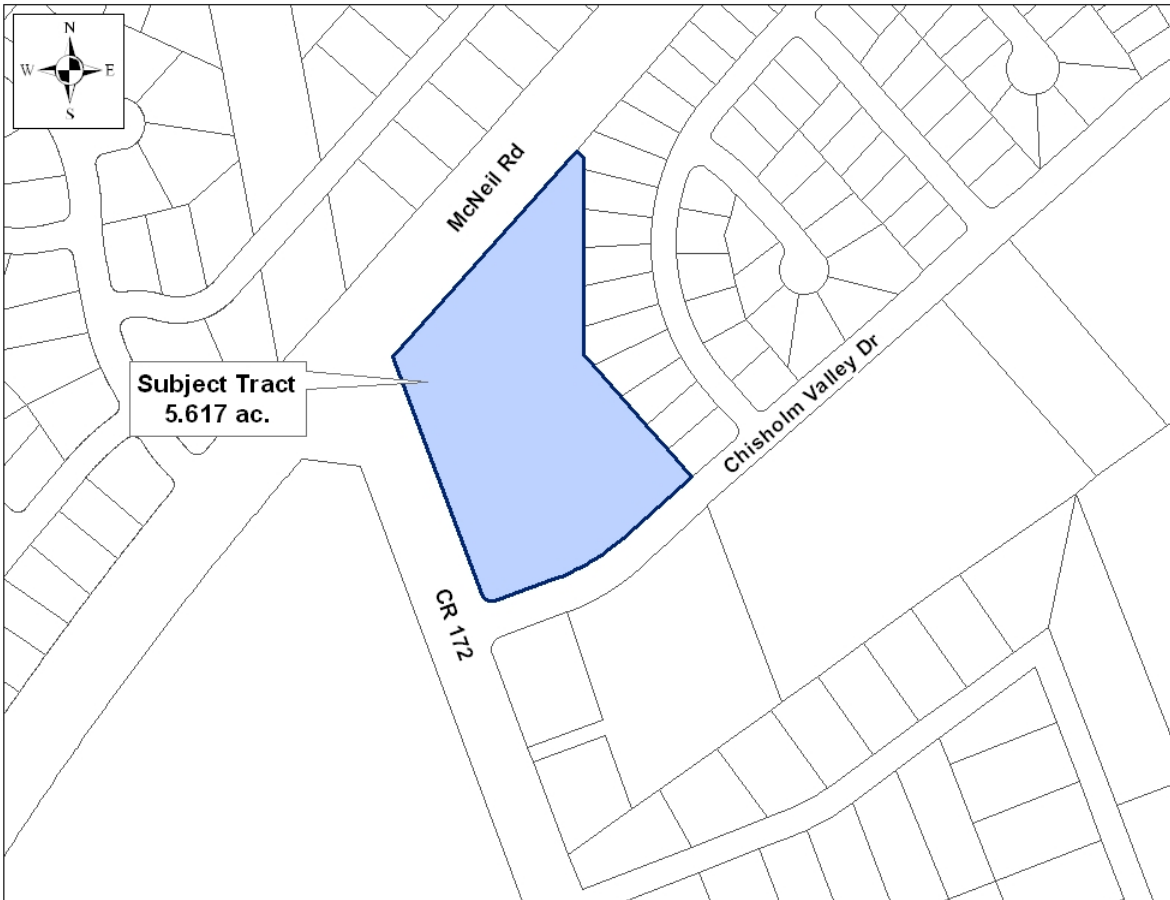 N
W E
S
McNeil Rd
Subject Tract
5.617 ac.
Chisholm Valley Dr
CR 172